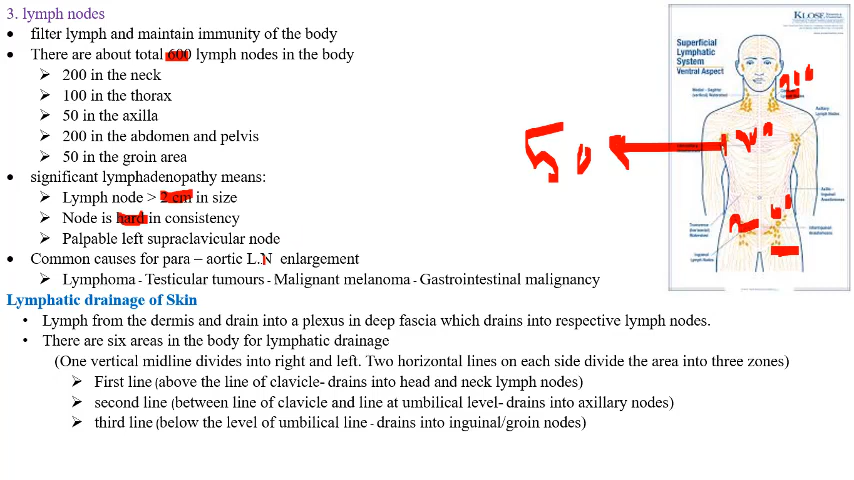 3. lymph nodes
• filter lymph and maintain immunity of the body
• There are about total 600 lymph nodes in the body
➢ 200 in the neck
➢ 100 in the thorax
➢ 50 in the axilla
➢ 200 in the abdomen and pelvis
➢ 50 in the groin area
• significant lymphadenopathy means:
➢ Lymph node > 2 cm in size
➢ Node is hard in consistency
➢ Palpable left supraclavicular node
• Common causes for para – aortic L.N enlargement
➢ Lymphoma - Testicular tumours - Malignant melanoma - Gastrointestinal malignancy
Lymphatic drainage of Skin
• Lymph from the dermis and drain into a plexus in deep fascia which drains into respective lymph nodes.
• There are six areas in the body for lymphatic drainage
(One vertical midline divides into right and left. Two horizontal lines on each side divide the area into three zones)
➢ First line (above the line of clavicle- drains into head and neck lymph nodes)
➢ second line (between line of clavicle and line at umbilical level- drains into axillary nodes)
➢ third line (below the level of umbilical line - drains into inguinal/groin nodes)
KLOSE
Superficial
Lymphatic
System
Ventral Aspect
Axillary
Lymph Nodes
Inguinal
Lymph Nodes
50